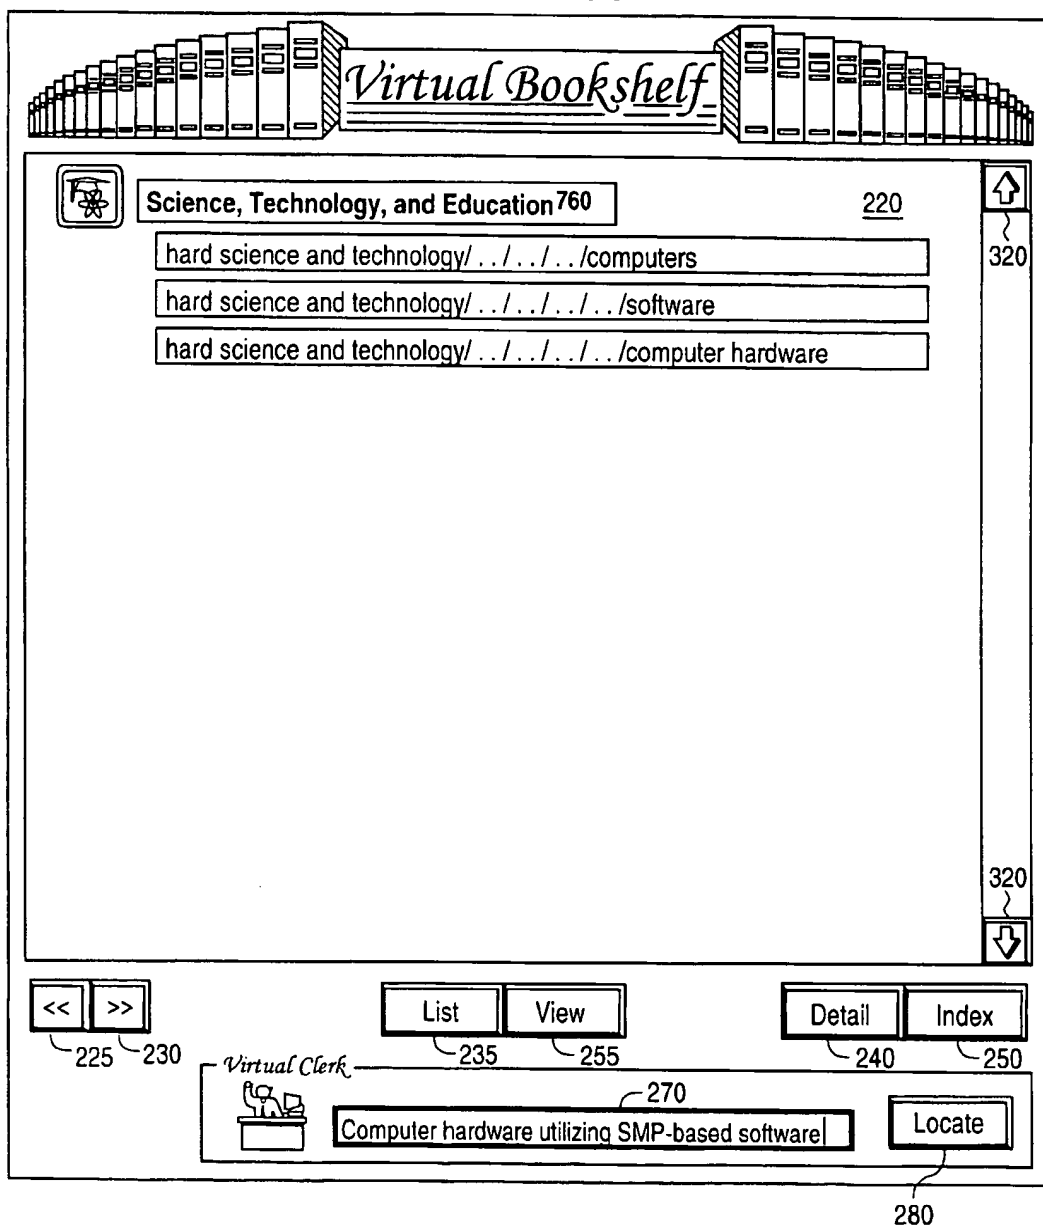 Virtual Bookshelf
Science, Technology, and Education 760
220
320
hard science and technology/ . ./ . ./ . ./computers
hard science and technology/ . ./ . ./ . ./ . ./software
hard science and technology/ . ./ . ./ . ./ . ./computer hardware
320
<< >> List View Detail Index
225 230 235 255 240 250
Virtual Clerk
270
Computer hardware utilizing SMP-based software
Locate
280